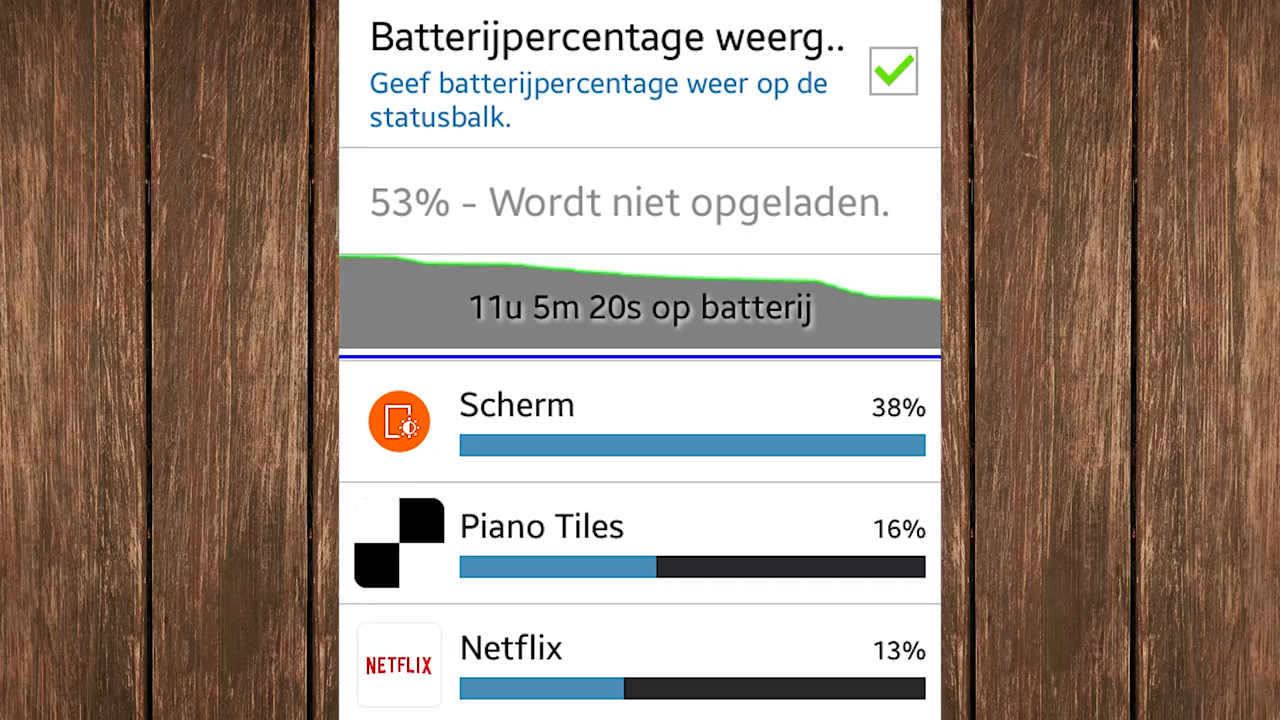 Batterijpercentage weerg..
Geef batterijpercentage weer op de
statusbalk.
53% - Wordt niet opgeladen.
11u 5m 20s op batterij
Scherm 38%
Piano Tiles 16%
NETFLIX
Netflix 13%